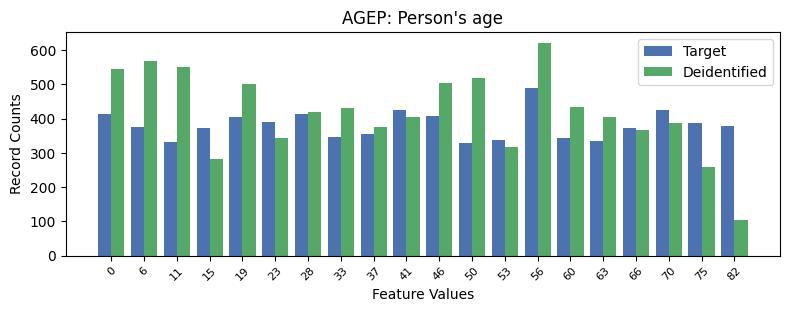 AGEP: Person's age
Target
Deidentified
Record Counts
600
500
400
300
200
100
0
0 6 11 15 19 23 28 33 37 41 46 50 53 56 60 63 66 70 75 82
Feature Values